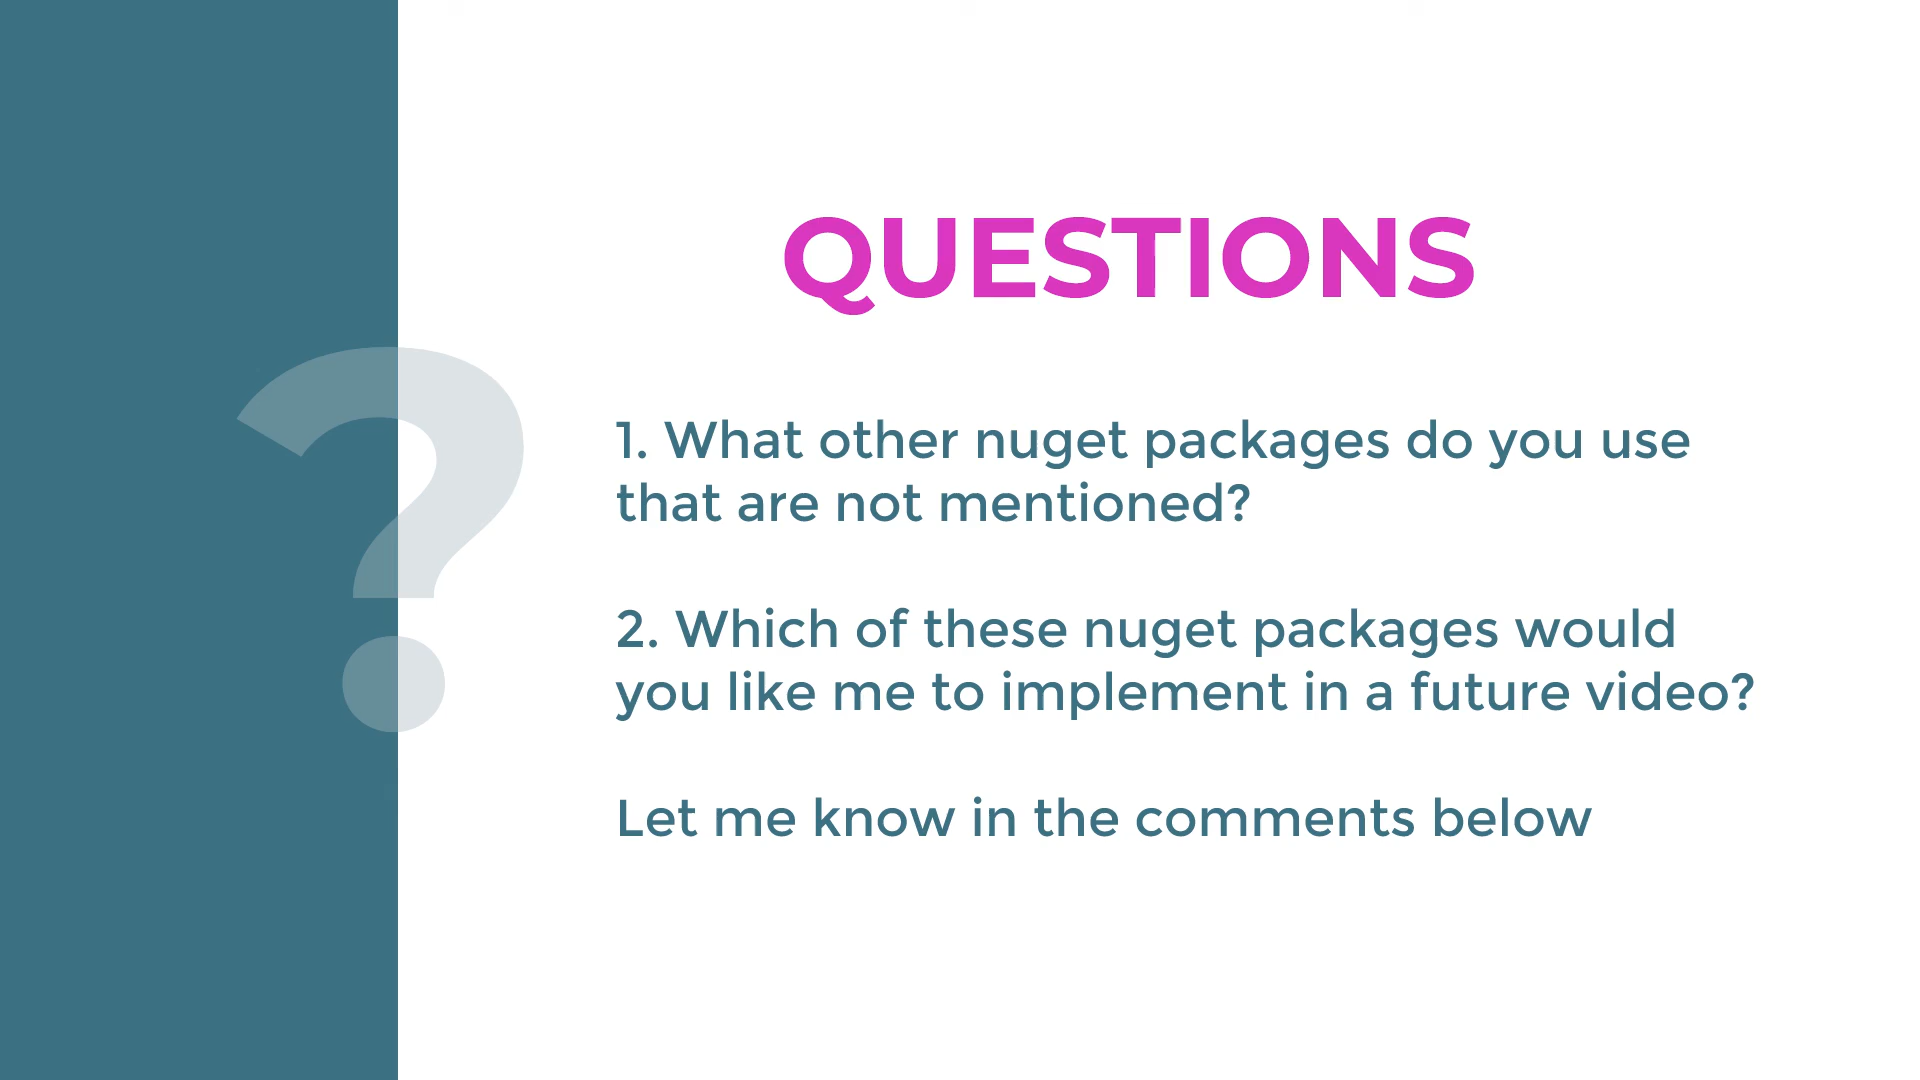 QUESTIONS
?
1. What other nuget packages do you use
that are not mentioned?
2. Which of these nuget packages would
you like me to implement in a future video?
Let me know in the comments below